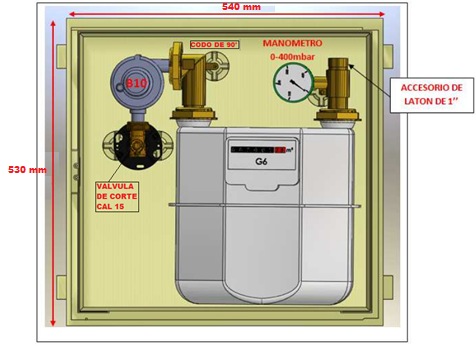 540 mm
CODO DE 90'
MANOMETRO
0-400mbar
B10
ACCESORIO DE
LATON DE 1''
m³
G6
530 mm
VALVULA
DE CORTE
CAL 15